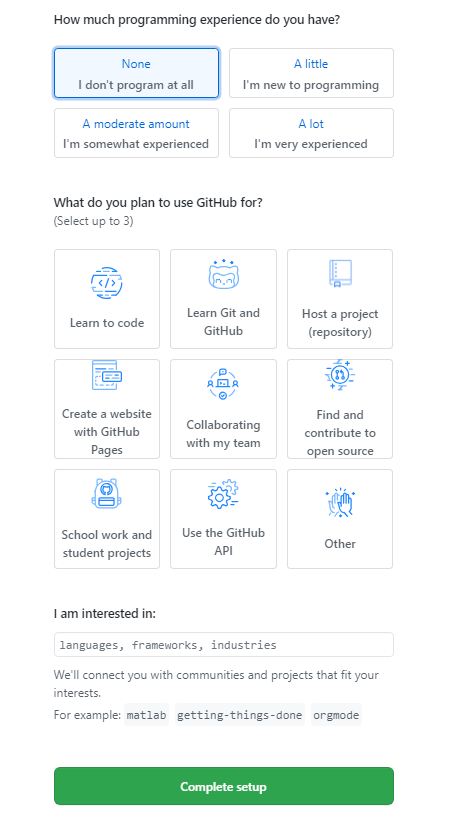 How much programming experience do you have?
None
I don't program at all
A little
I'm new to programming
A moderate amount
I'm somewhat experienced
A lot
I'm very experienced
What do you plan to use GitHub for?
(Select up to 3)
Learn to code
Learn Git and
GitHub
Host a project
(repository)
Create a website
with GitHub
Pages
Collaborating
with my team
Find and
contribute to
open source
School work and
student projects
Use the GitHub
API
Other
I am interested in:
languages, frameworks, industries
We'll connect you with communities and projects that fit your
interests.
For example: matlab getting-things-done orgmode
Complete setup